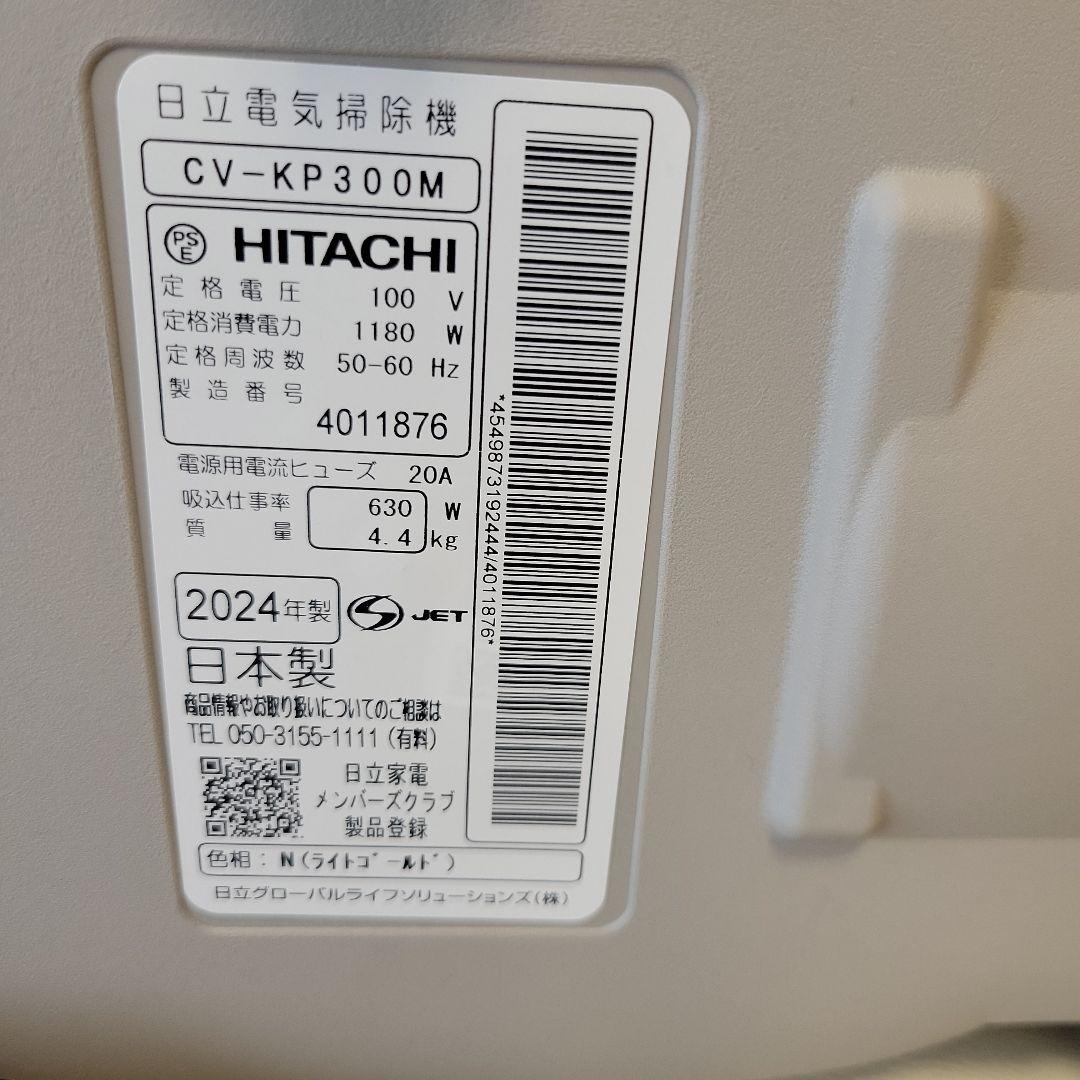 日立電気掃除機
CV-KP300M
PSE HITACHI
定格電圧 100 V
定格消費電力 1180 W
定格周波数 50-60 Hz
製造番号
4011876
電源用電流ヒューズ 20A
吸込仕事率 630 W
質量 4.4 kg
2024年製 S JET
日本製
商品情報やお取り扱いについてのご相談は
TEL 050-3155-1111 (有料)
日立家電
メンバーズクラブ
製品登録
色相: N(ライトゴールド)
日立グローバルライフソリューションズ(株)
*4549873192444/4011876*